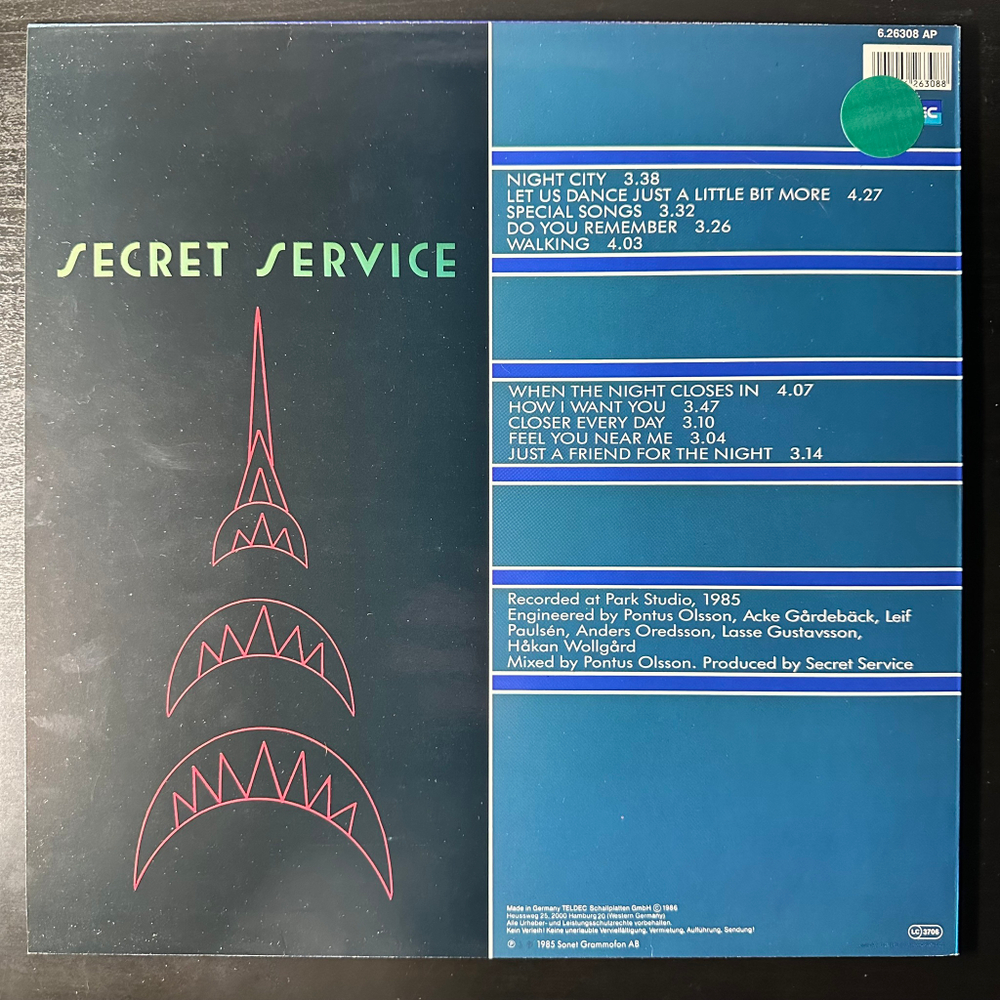 6.26308 AP
263088
EC
SECRET SERVICE
NIGHT CITY 3.38
LET US DANCE JUST A LITTLE BIT MORE 4.27
SPECIAL SONGS 3.32
DO YOU REMEMBER 3.26
WALKING 4.03
WHEN THE NIGHT CLOSES IN 4.07
HOW I WANT YOU 3.47
CLOSER EVERY DAY 3.10
FEEL YOU NEAR ME 3.04
JUST A FRIEND FOR THE NIGHT 3.14
Recorded at Park Studio, 1985
Engineered by Pontus Olsson, Acke Gårdebäck, Leif
Paulsén, Anders Oredsson, Lasse Gustavsson,
Håkan Wollgård
Mixed by Pontus Olsson. Produced by Secret Service
Made in Germany TELDEC Schallplatten GmbH © 1986
Heussweg 25, 2000 Hamburg 20 (Western Germany)
Alle Urheber- und Leistungsschutzrechte vorbehalten.
Kein Verleih! Keine unerlaubte Vervielfältigung, Vermietung, Aufführung, Sendung!
℗ 1985 Sonet Grammofon AB
LC 3706